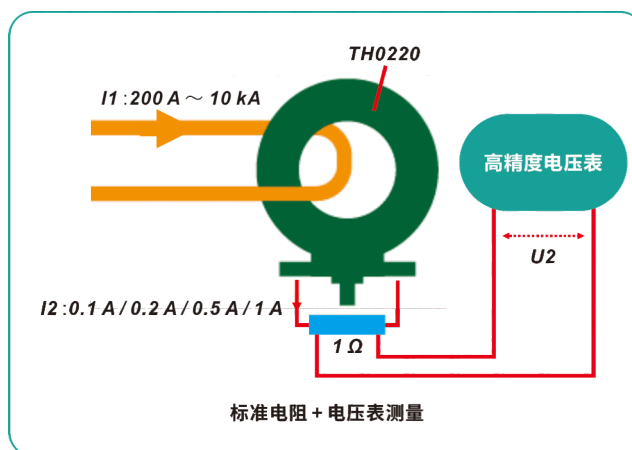 TH0220
I1 :200 A ～ 10 kA
高精度电压表
U2
I2 :0.1 A / 0.2 A / 0.5 A / 1 A
1 Ω
标准电阻 + 电压表测量